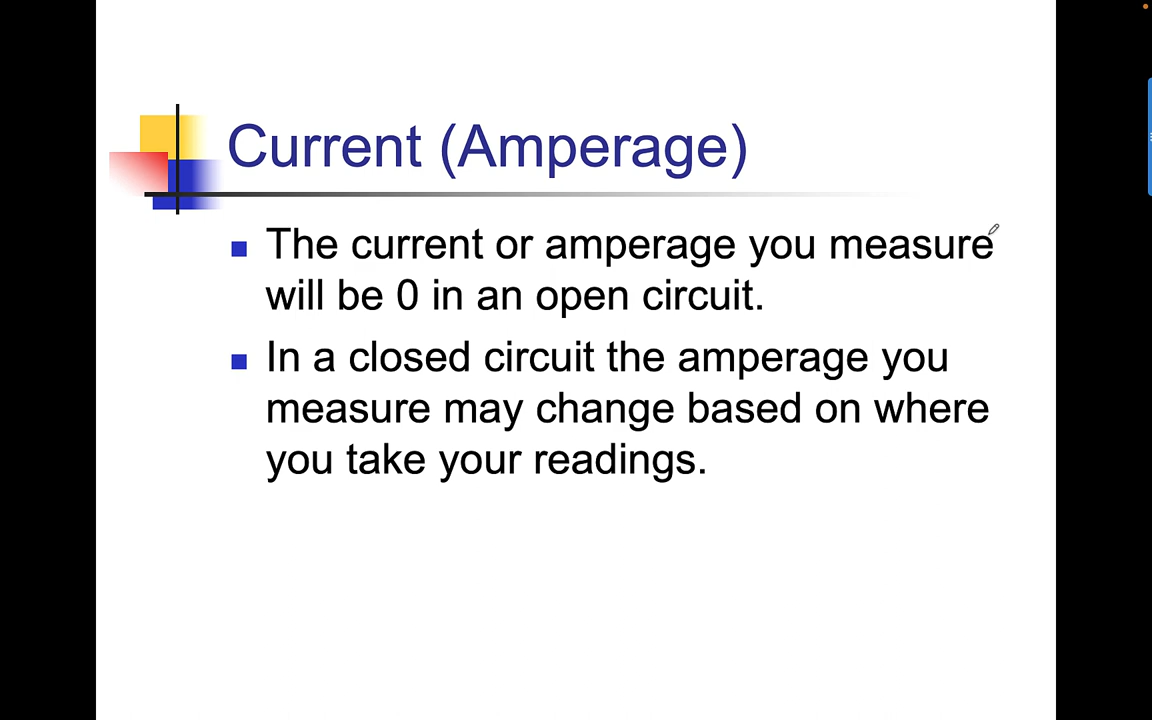 Current (Amperage)
The current or amperage you measure
will be 0 in an open circuit.
In a closed circuit the amperage you
measure may change based on where
you take your readings.